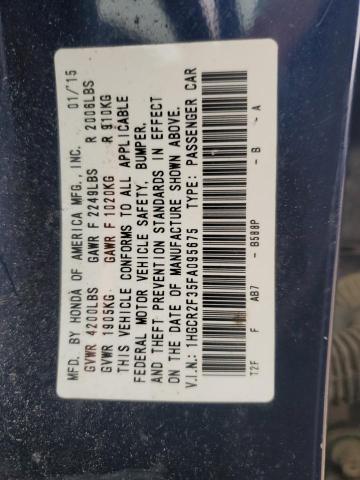 MFD. BY HONDA OF AMERICA MFG., INC. 01/'15
GVWR 4200LBS GAWR F 2249LBS R 2006LBS
GVWR 1905KG GAWR F 1020KG R 910KG
THIS VEHICLE CONFORMS TO ALL APPLICABLE
FEDERAL MOTOR VEHICLE SAFETY, BUMPER,
AND THEFT PREVENTION STANDARDS IN EFFECT
ON THE DATE OF MANUFACTURE SHOWN ABOVE.
V.I.N.: 1HGCR2F35FA095675 TYPE: PASSENGER CAR
T2F F AB7 - B588P - B - A